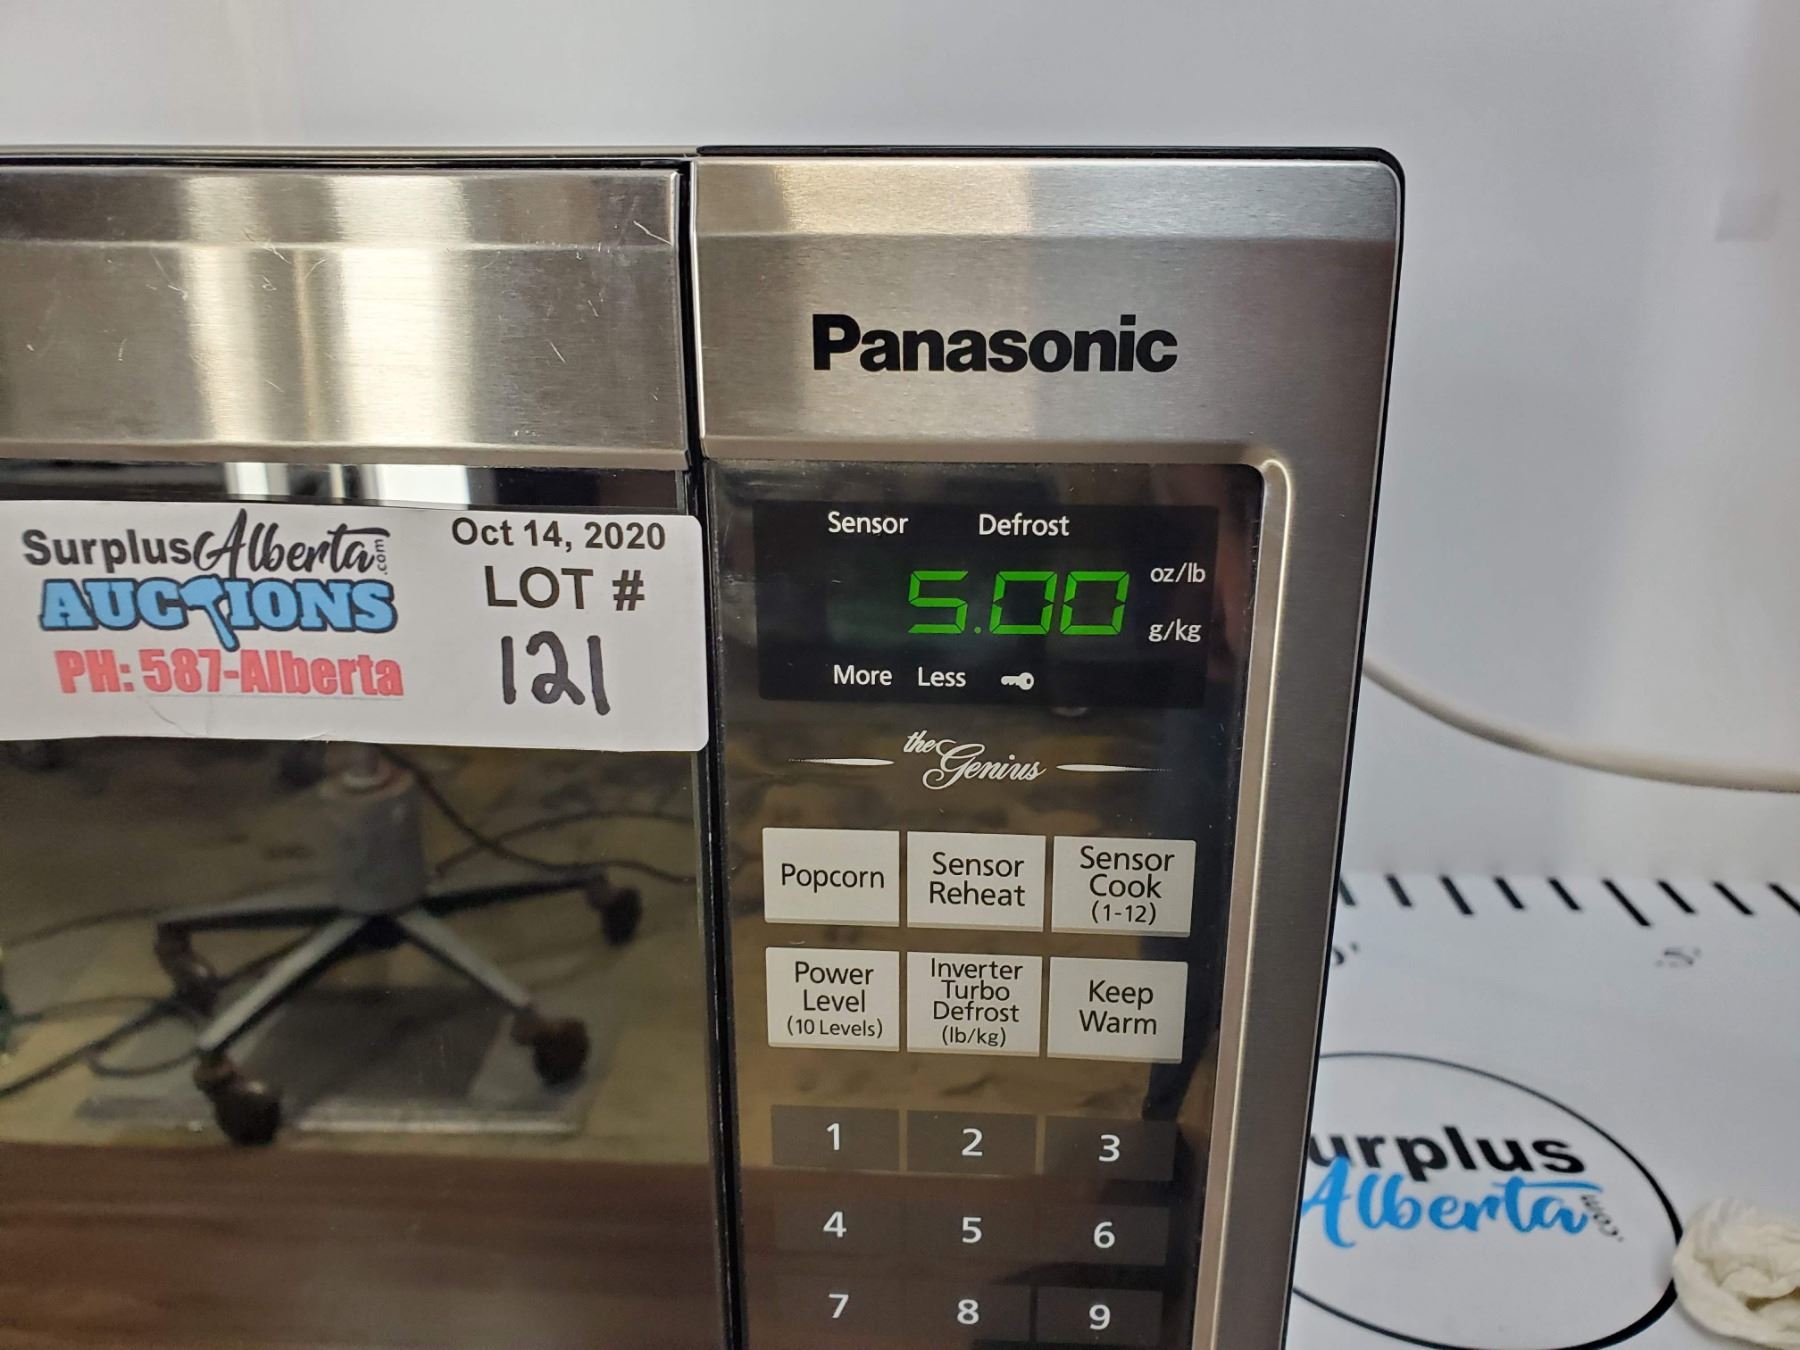 Panasonic
SurplusAlberta.com
AUCTIONS
PH: 587-Alberta
Oct 14, 2020
LOT #
121
Sensor Defrost
5.00
oz/lb
g/kg
More Less
the Genius
Popcorn
Sensor
Reheat
Sensor
Cook
(1-12)
Power
Level
(10 Levels)
Inverter
Turbo
Defrost
(lb/kg)
Keep
Warm
1 2 3
4 5 6
7 8 9
.5'
urplus
Alberta.com